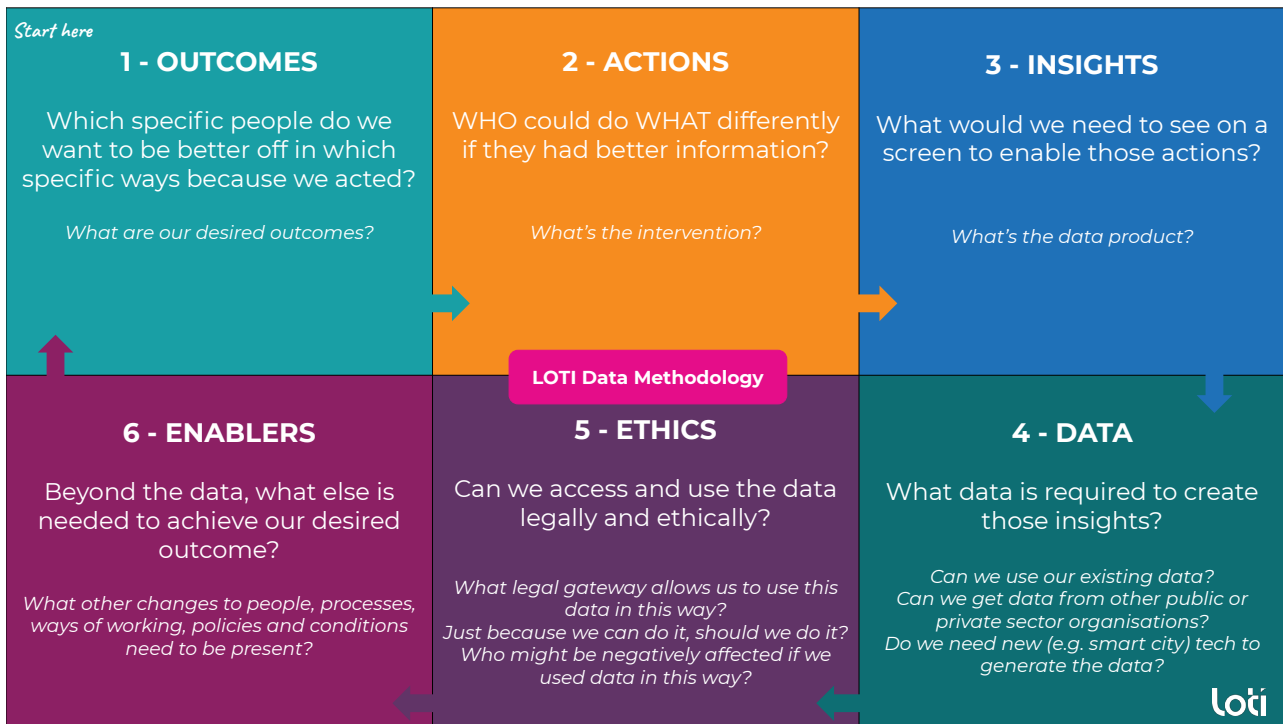 Start here
1 - OUTCOMES
Which specific people do we
want to be better off in which
specific ways because we acted?
What are our desired outcomes?
2 - ACTIONS
WHO could do WHAT differently
if they had better information?
What's the intervention?
3 - INSIGHTS
What would we need to see on a
screen to enable those actions?
What's the data product?
LOTI Data Methodology
6 - ENABLERS
Beyond the data, what else is
needed to achieve our desired
outcome?
What other changes to people, processes,
ways of working, policies and conditions
need to be present?
5 - ETHICS
Can we access and use the data
legally and ethically?
What legal gateway allows us to use this
data in this way?
Just because we can do it, should we do it?
Who might be negatively affected if we
used data in this way?
4 - DATA
What data is required to create
those insights?
Can we use our existing data?
Can we get data from other public or
private sector organisations?
Do we need new (e.g. smart city) tech to
generate the data?
loti